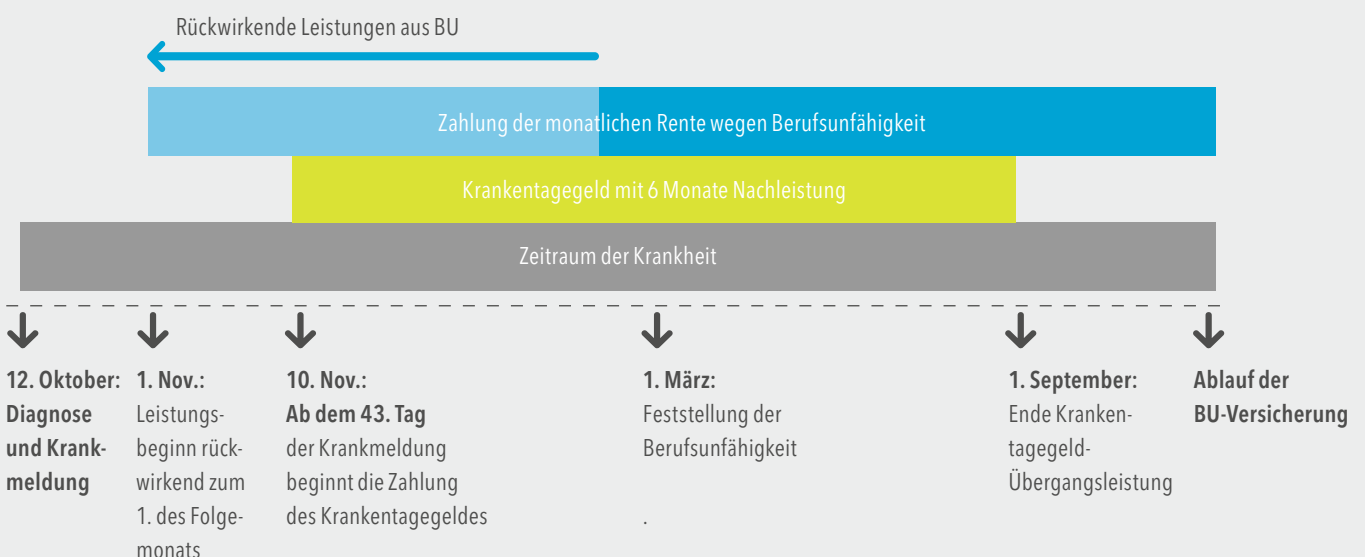 Rückwirkende Leistungen aus BU
Zahlung der monatlichen Rente wegen Berufsunfähigkeit
Krankentagegeld mit 6 Monate Nachleistung
Zeitraum der Krankheit
12. Oktober:
Diagnose
und Krank-
meldung
1. Nov.:
Leistungs-
beginn rück-
wirkend zum
1. des Folge-
monats
10. Nov.:
Ab dem 43. Tag
der Krankmeldung
beginnt die Zahlung
des Krankentagegeldes
1. März:
Feststellung der
Berufsunfähigkeit
.
1. September:
Ende Kranken-
tagegeld-
Übergangsleistung
Ablauf der
BU-Versicherung